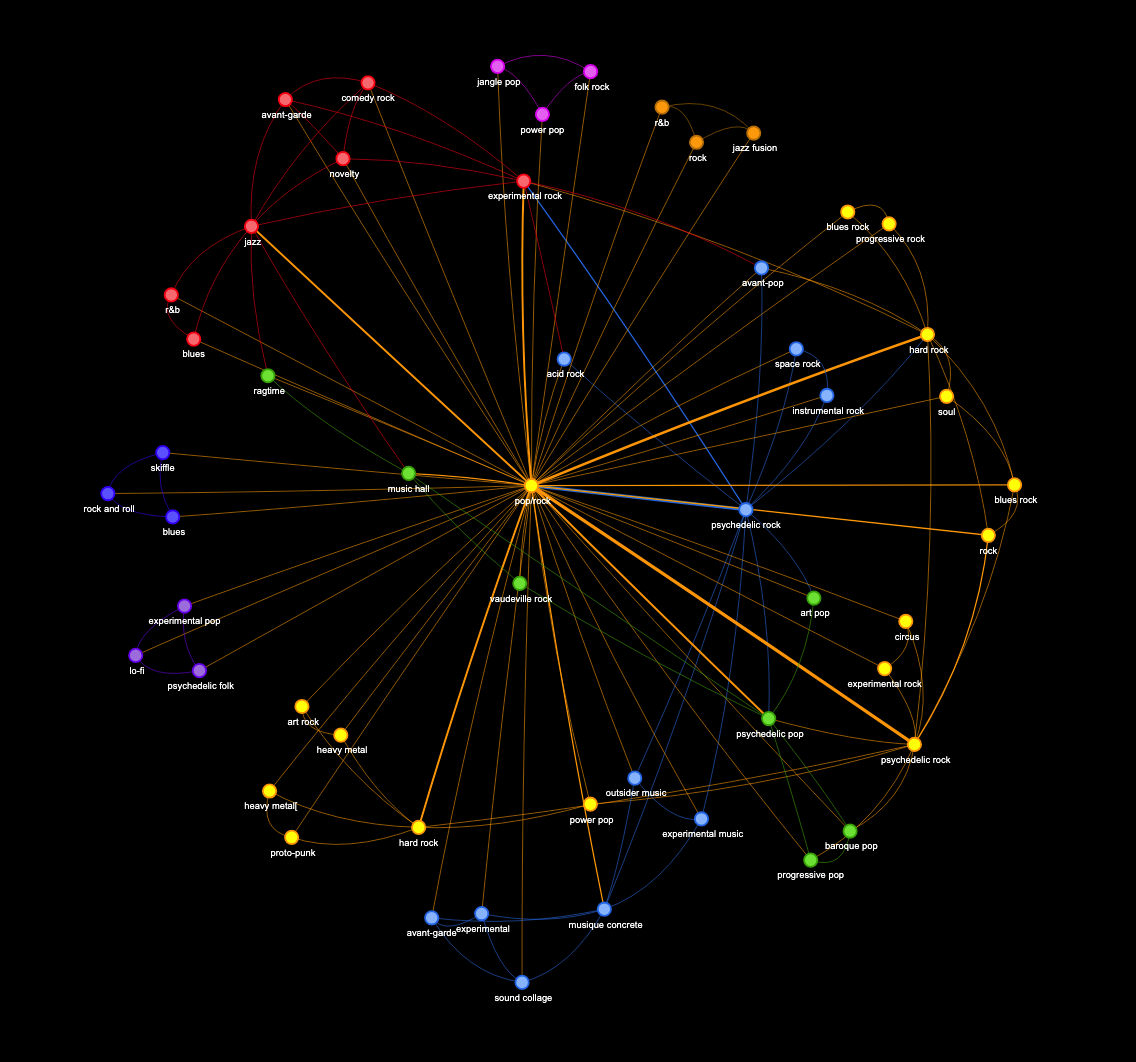 jangle pop
folk rock
comedy rock
avant-garde
power pop
r&b
rock
jazz fusion
novelty
experimental rock
blues rock
progressive rock
jazz
avant-pop
r&b
blues
hard rock
space rock
acid rock
ragtime
instrumental rock
soul
skiffle
music hall
pop/rock
blues rock
rock and roll
blues
psychedelic rock
rock
vaudeville rock
art pop
experimental pop
circus
lo-fi
psychedelic folk
experimental rock
art rock
psychedelic pop
heavy metal
psychedelic rock
outsider music
heavy metal[
power pop
experimental music
hard rock
proto-punk
baroque pop
progressive pop
avant-garde
experimental
musique concrete
sound collage